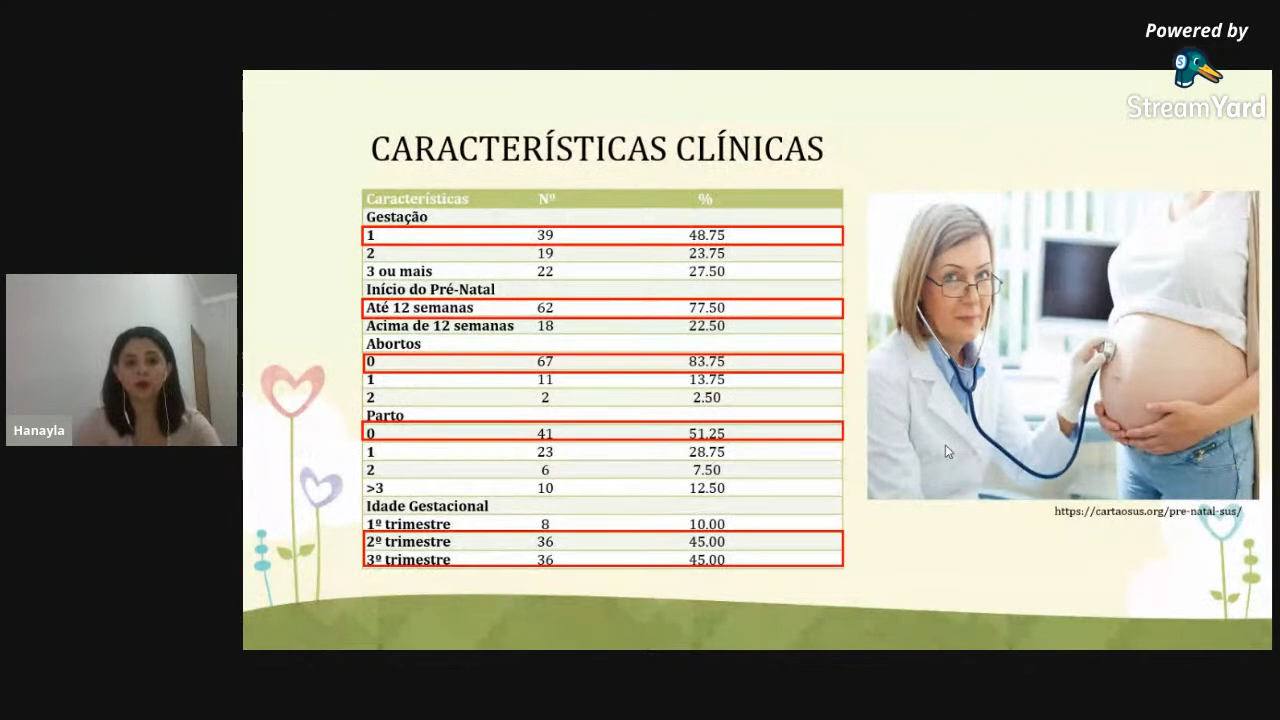 Powered by
StreamYard
CARACTERÍSTICAS CLÍNICAS
Características Nº %
Gestação
1 39 48.75
2 19 23.75
3 ou mais 22 27.50
Início do Pré-Natal
Até 12 semanas 62 77.50
Acima de 12 semanas 18 22.50
Abortos
0 67 83.75
1 11 13.75
2 2 2.50
Parto
0 41 51.25
1 23 28.75
2 6 7.50
>3 10 12.50
Idade Gestacional
1º trimestre 8 10.00
2º trimestre 36 45.00
3º trimestre 36 45.00
https://cartaosus.org/pre-natal-sus/
Hanayla